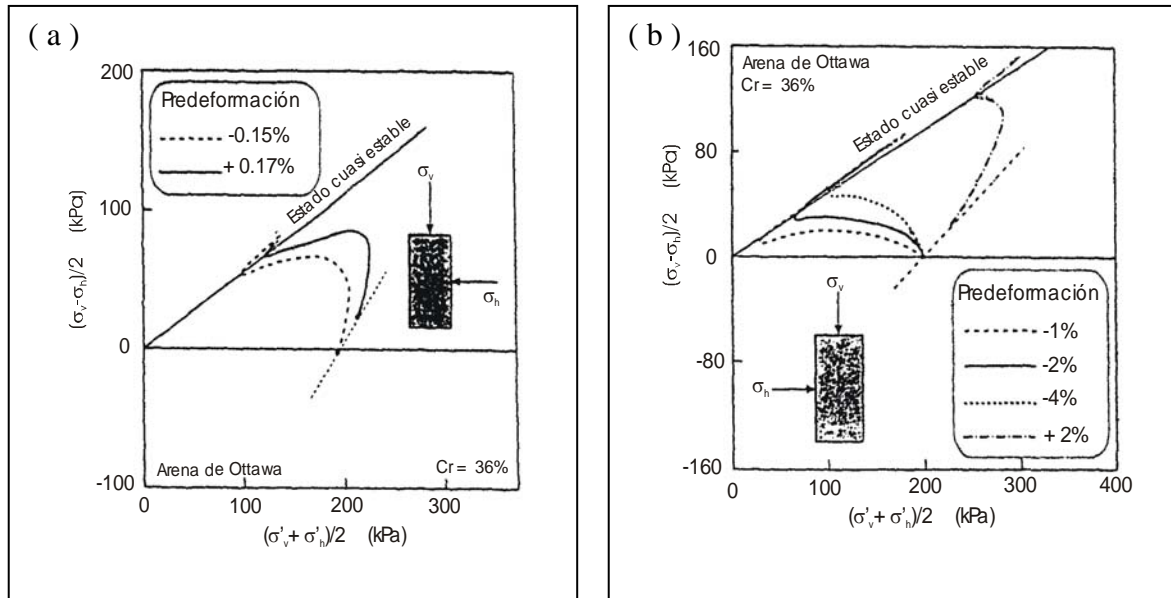 ( a )
200
100
0
-100
(σv-σh)/2 (kPa)
Predeformación
-0.15%
+ 0.17%
Estado cuasi estable
σv
σh
Arena de Ottawa
Cr = 36%
0
100
200
300
(σ'v+ σ'h)/2 (kPa)
( b )
160
80
0
-80
-160
(σv-σh)/2 (kPa)
Arena de Ottawa
Cr = 36%
Estado cuasi estable
σv
σh
Predeformación
-1%
-2%
-4%
+ 2%
0
100
200
300
400
(σ'v+ σ'h)/2 (kPa)